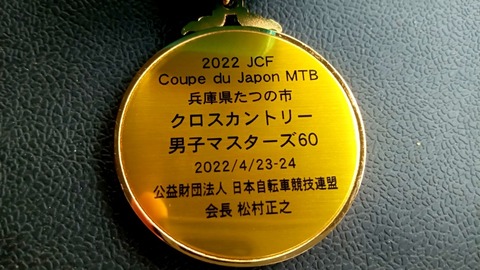 2022 JCF
Coupe du Japon MTB
兵庫県たつの市
クロスカントリー
男子マスターズ60
2022/4/23-24
公益財団法人 日本自転車競技連盟
会長 松村正之